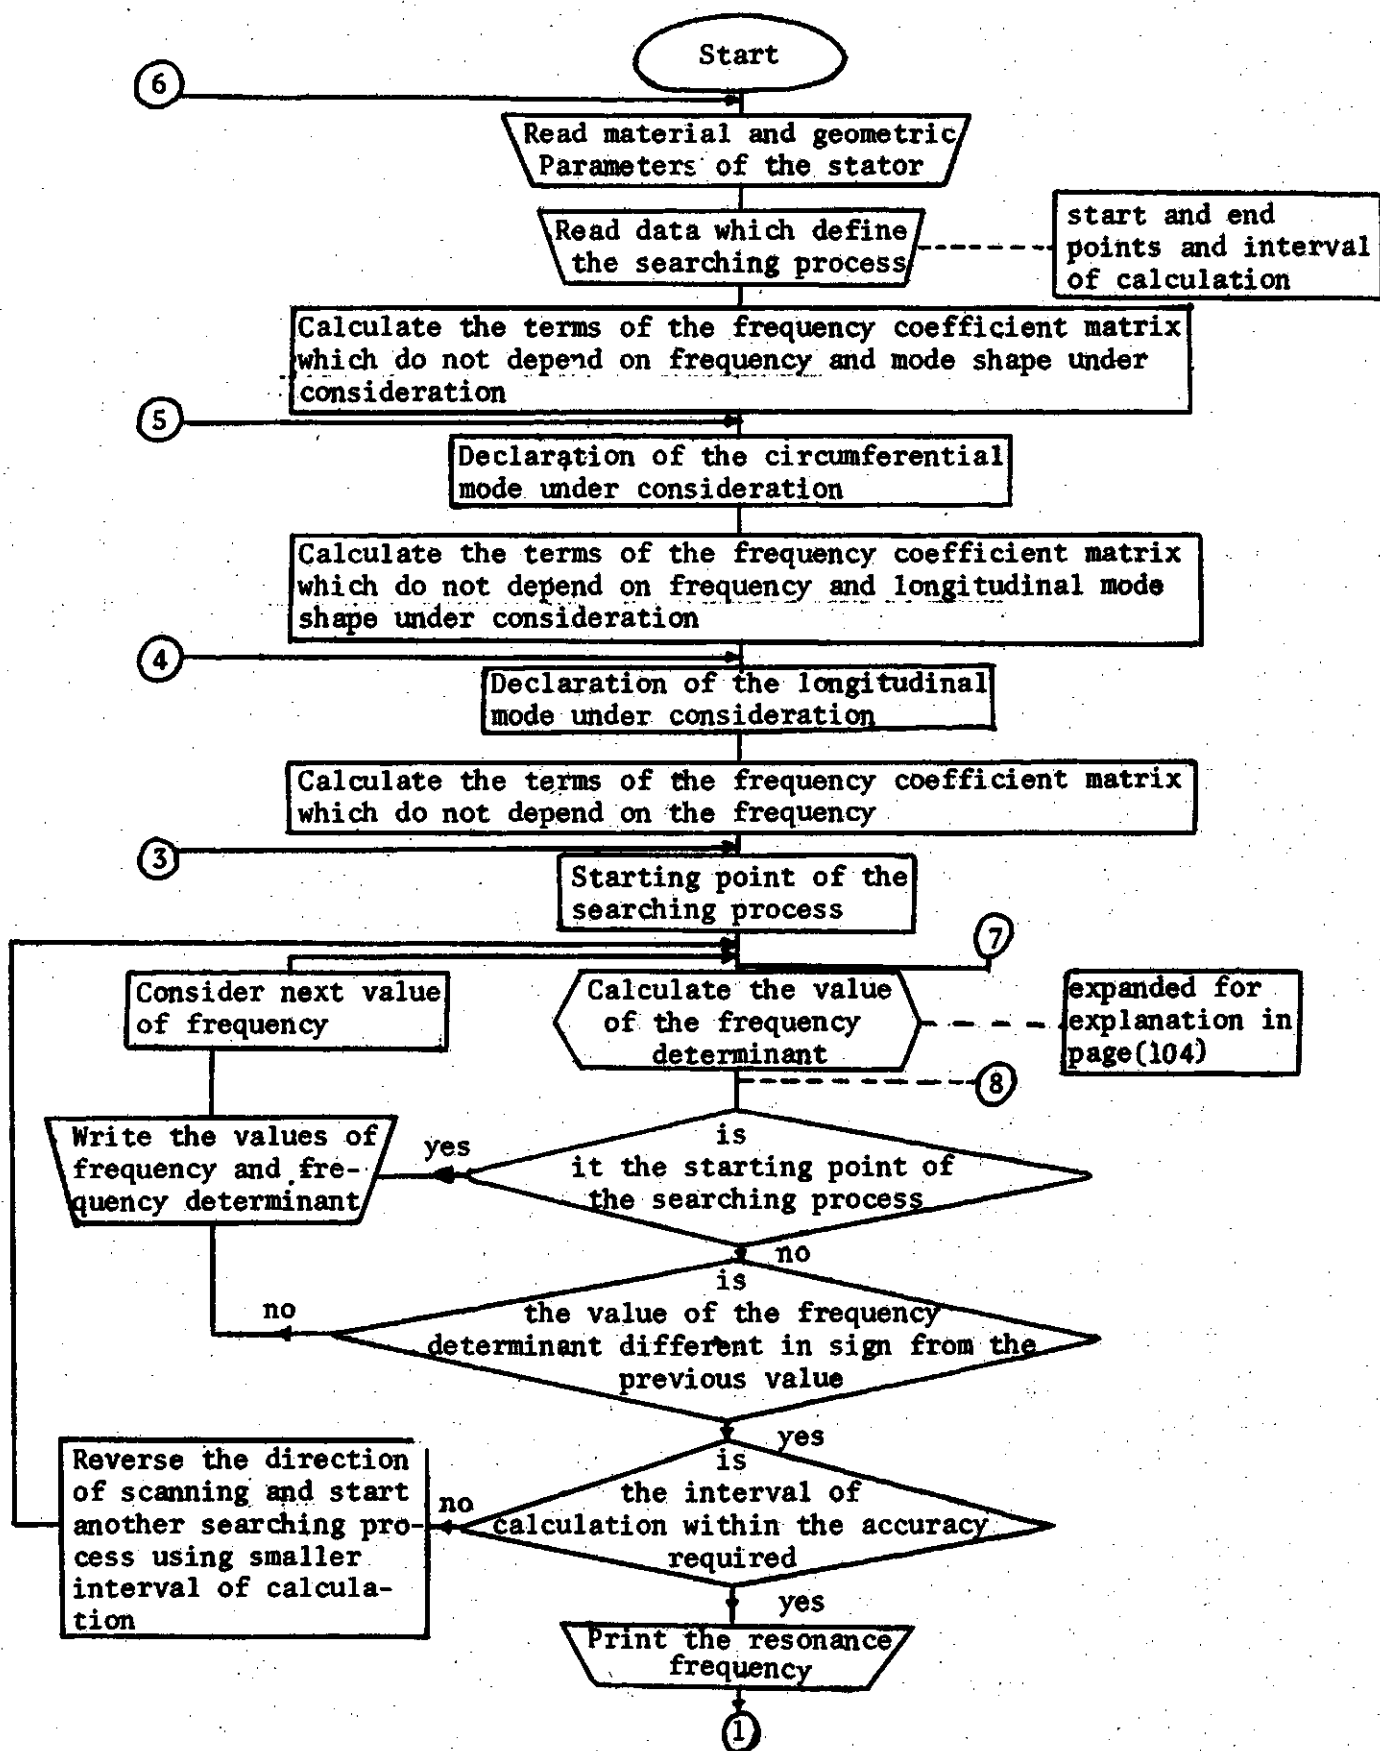 Start
6
Read material and geometric
Parameters of the stator
Read data which define
the searching process
start and end
points and interval
of calculation
Calculate the terms of the frequency coefficient matrix
which do not depend on frequency and mode shape under
consideration
5
Declaration of the circumferential
mode under consideration
Calculate the terms of the frequency coefficient matrix
which do not depend on frequency and longitudinal mode
shape under consideration
4
Declaration of the longitudinal
mode under consideration
Calculate the terms of the frequency coefficient matrix
which do not depend on the frequency
3
Starting point of the
searching process
7
Consider next value
of frequency
Calculate the value
of the frequency
determinant
expanded for
explanation in
page(104)
8
Write the values of
frequency and fre-
quency determinant
yes
is
it the starting point of
the searching process
no
is
the value of the frequency
determinant different in sign from the
previous value
no
yes
is
the interval of
calculation within the accuracy
required
no
Reverse the direction
of scanning and start
another searching pro-
cess using smaller
interval of calcula-
tion
yes
Print the resonance
frequency
1